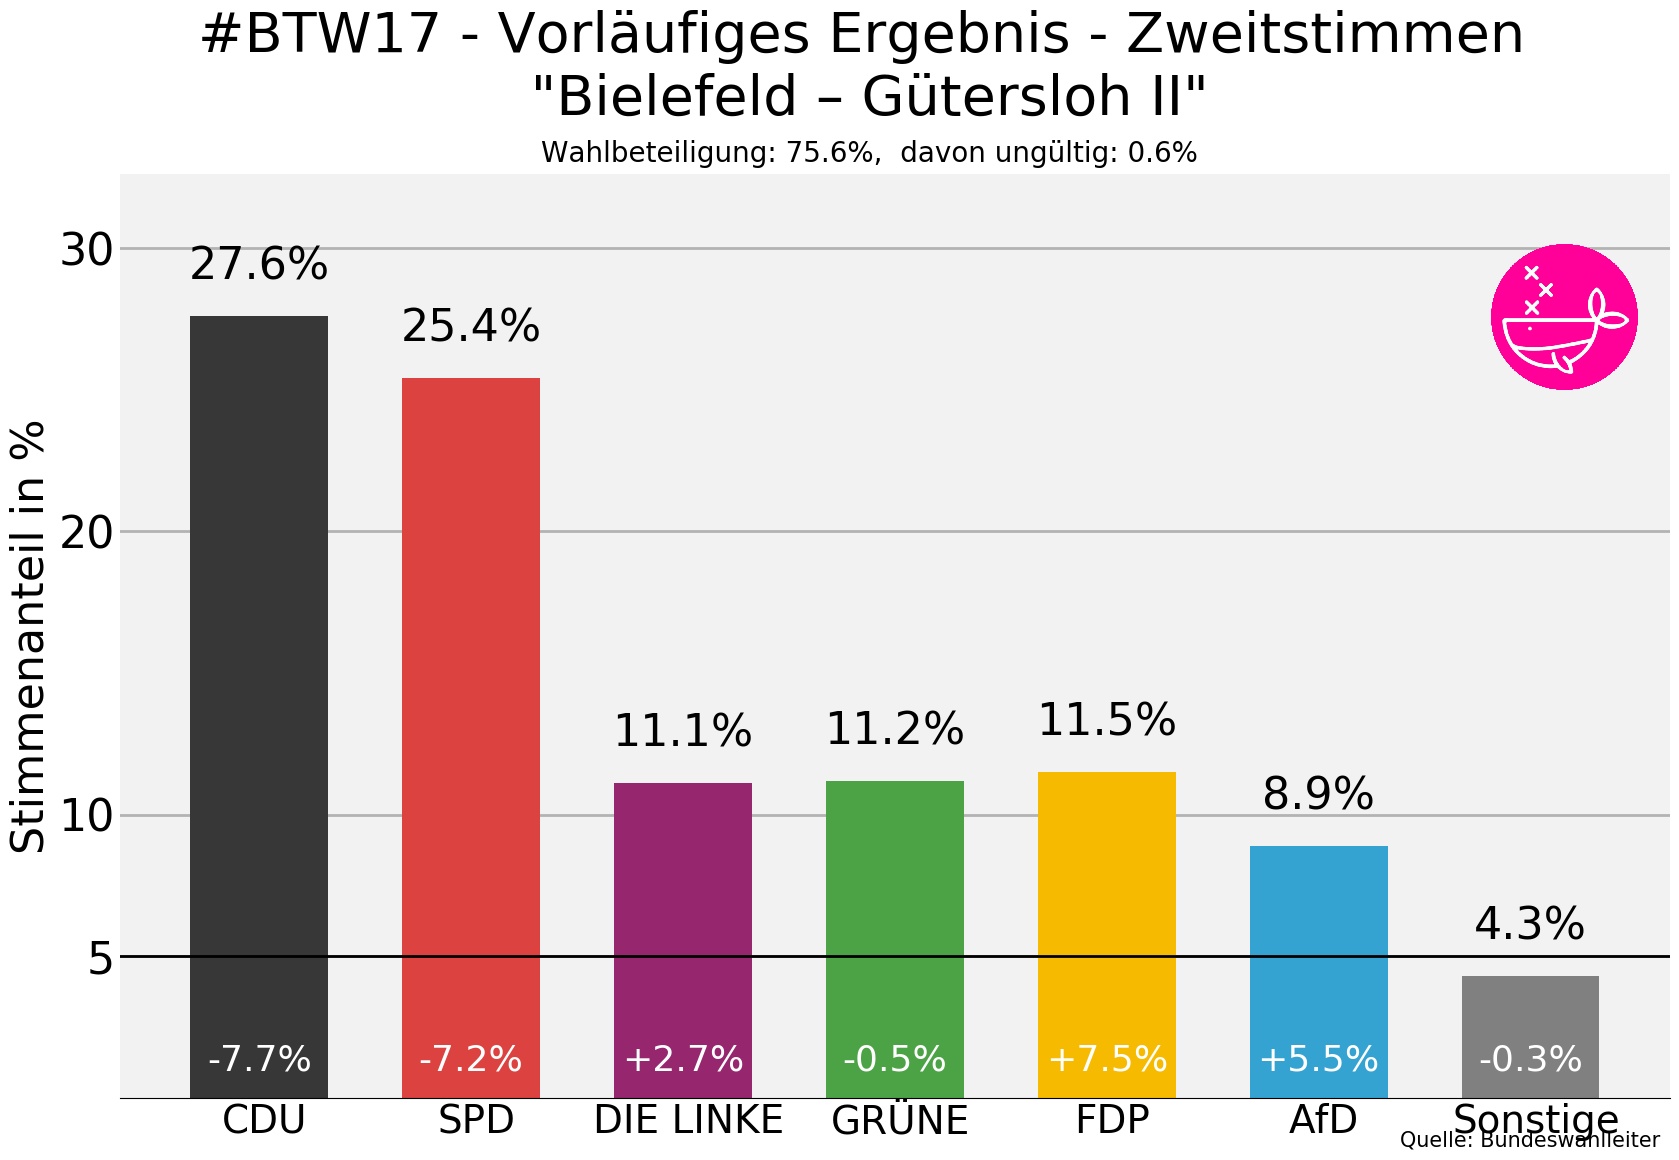 #BTW17 - Vorläufiges Ergebnis - Zweitstimmen
"Bielefeld – Gütersloh II"
Wahlbeteiligung: 75.6%,  davon ungültig: 0.6%
Stimmenanteil in %
30
20
10
5
27.6%
25.4%
11.1%
11.2%
11.5%
8.9%
4.3%
-7.7%
-7.2%
+2.7%
-0.5%
+7.5%
+5.5%
-0.3%
CDU
SPD
DIE LINKE
GRÜNE
FDP
AfD
Sonstige
Quelle: Bundeswahlleiter